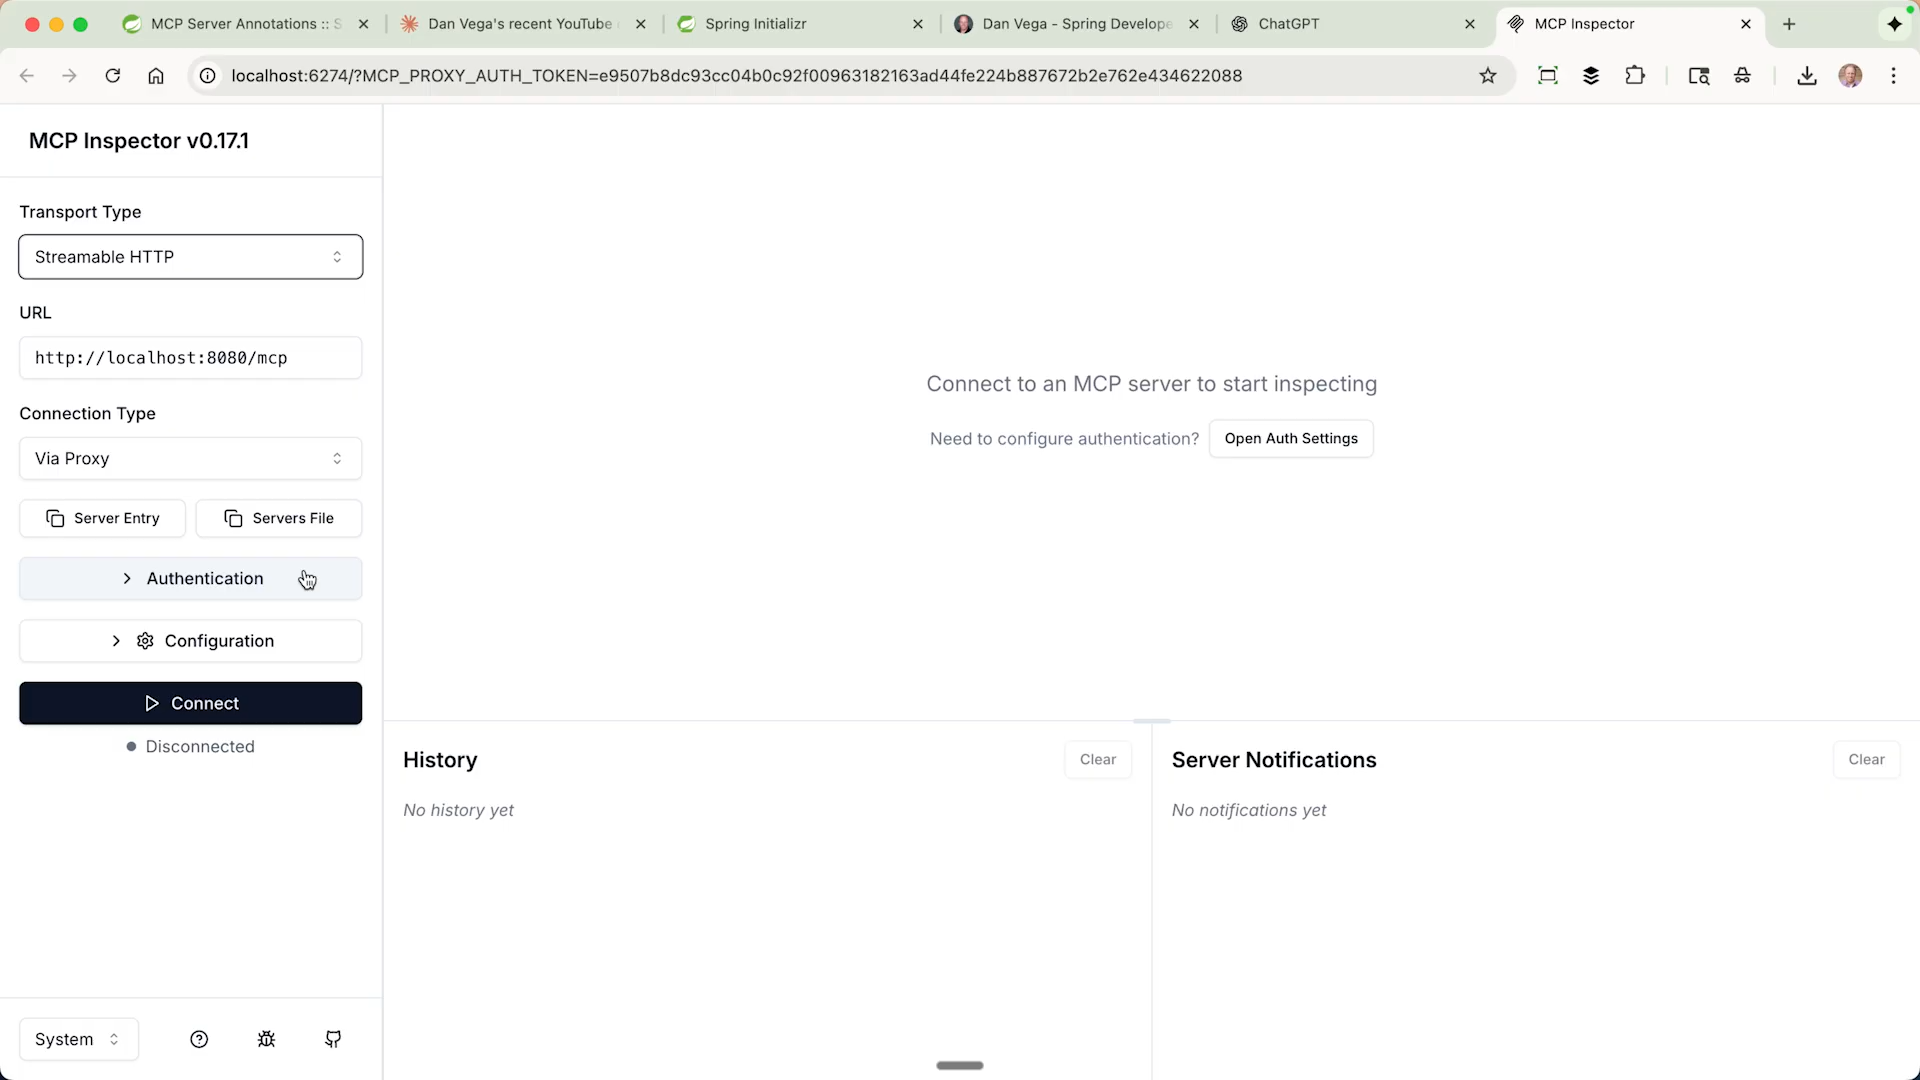 MCP Server Annotations :: S
Dan Vega's recent YouTube
Spring Initializr
Dan Vega - Spring Develope
ChatGPT
MCP Inspector
localhost:6274/?MCP_PROXY_AUTH_TOKEN=e9507b8dc93cc04b0c92f00963182163ad44fe224b887672b2e762e434622088
MCP Inspector v0.17.1
Transport Type
Streamable HTTP
URL
http://localhost:8080/mcp
Connection Type
Via Proxy
Server Entry
Servers File
Authentication
Configuration
Connect
Disconnected
System
Connect to an MCP server to start inspecting
Need to configure authentication? Open Auth Settings
History
Clear
No history yet
Server Notifications
Clear
No notifications yet